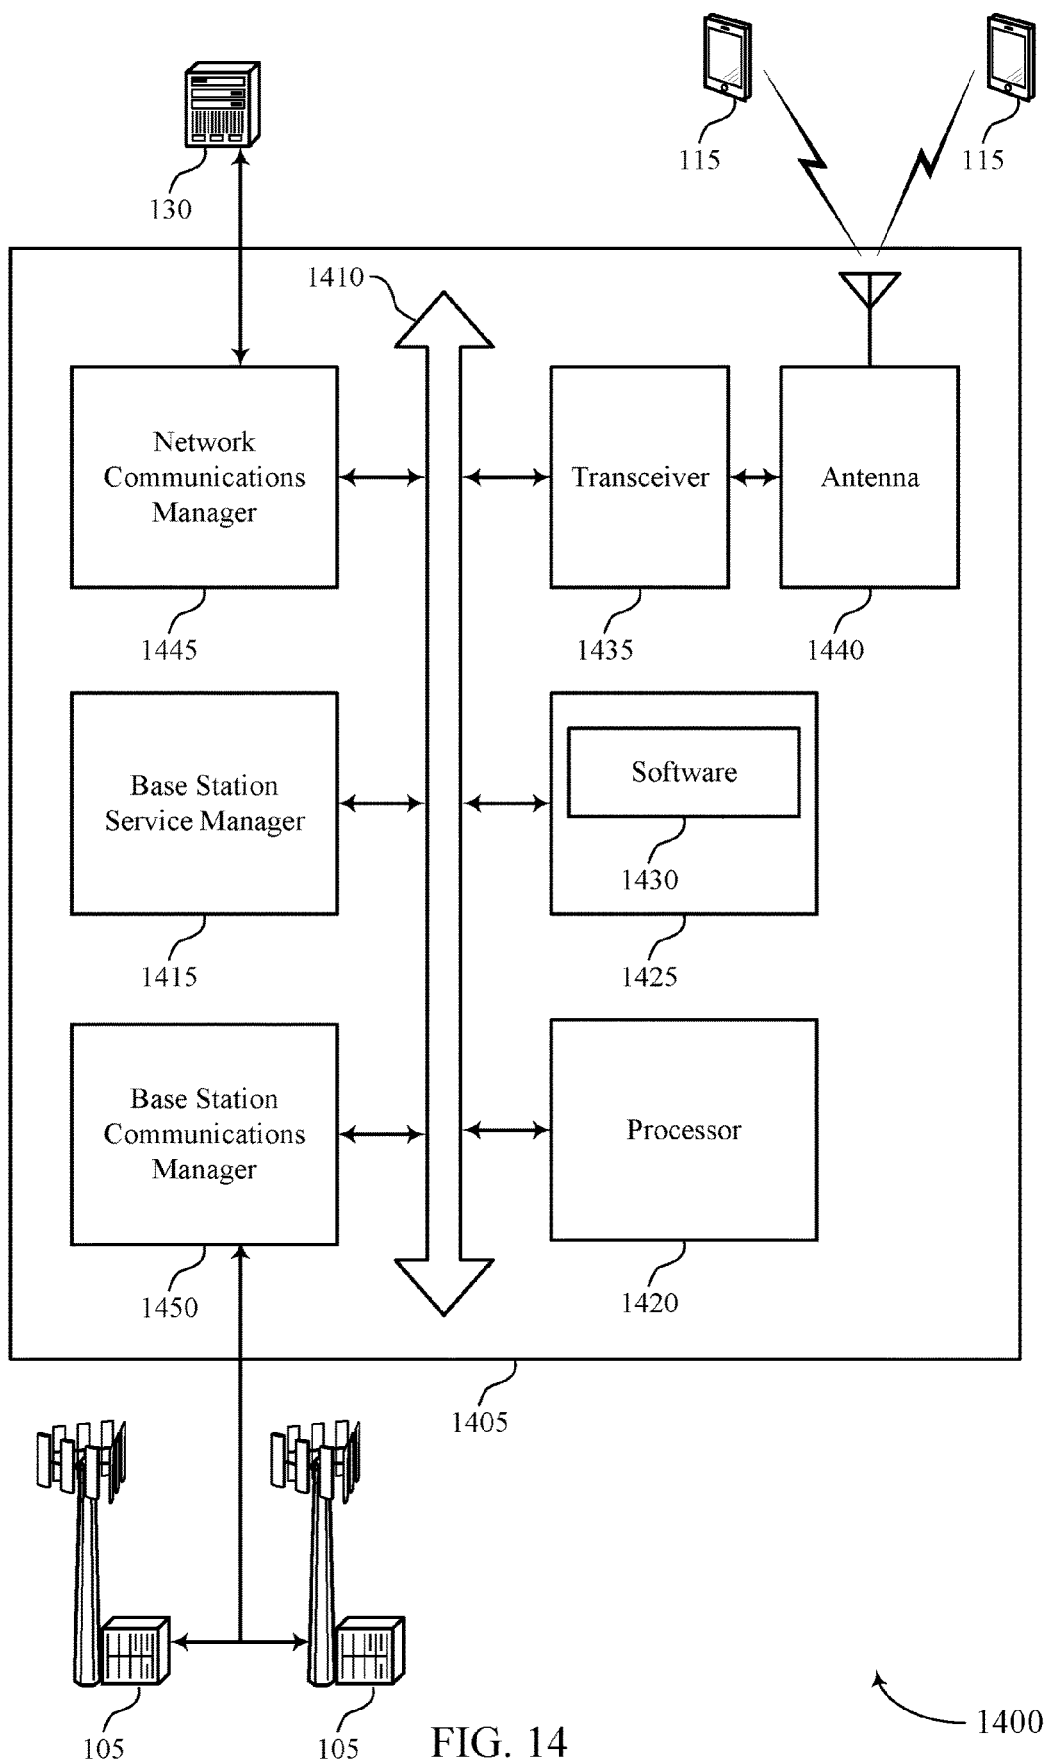 130
115
115
1410
Network
Communications
Manager
Transceiver
Antenna
1445
1435
1440
Base Station
Service Manager
Software
1430
1415
1425
Base Station
Communications
Manager
Processor
1450
1420
1405
105
105
FIG. 14
1400